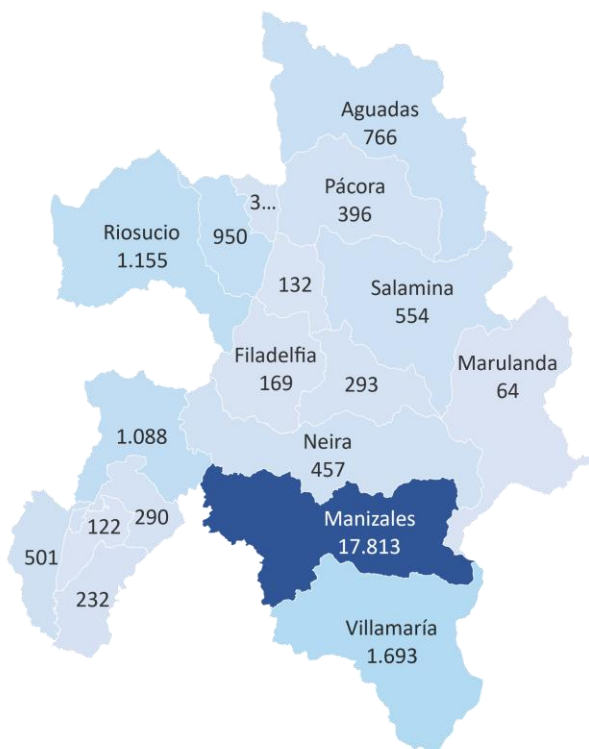 Aguadas
766
Pácora
396
3...
950
Riosucio
1.155
132
Salamina
554
Filadelfia
169
293
Marulanda
64
Neira
457
1.088
Manizales
17.813
122
290
501
232
Villamaría
1.693